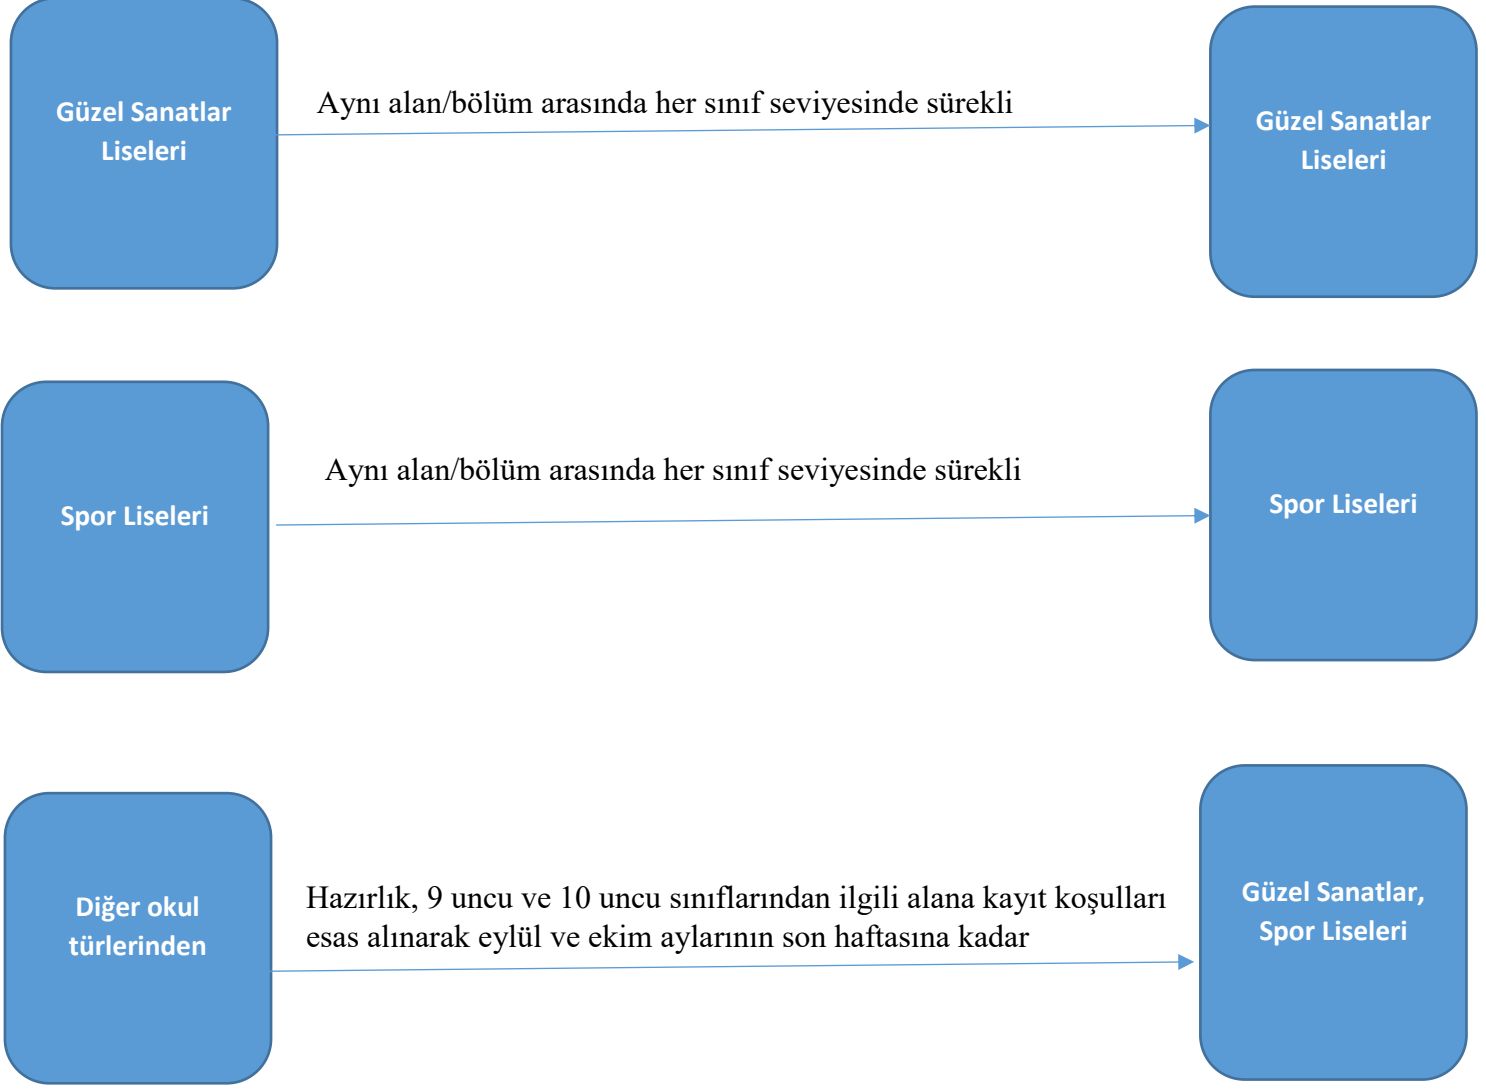 Güzel Sanatlar
Liseleri
Aynı alan/bölüm arasında her sınıf seviyesinde sürekli
Güzel Sanatlar
Liseleri
Spor Liseleri
Aynı alan/bölüm arasında her sınıf seviyesinde sürekli
Spor Liseleri
Diğer okul
türlerinden
Hazırlık, 9 uncu ve 10 uncu sınıflarından ilgili alana kayıt koşulları
esas alınarak eylül ve ekim aylarının son haftasına kadar
Güzel Sanatlar,
Spor Liseleri